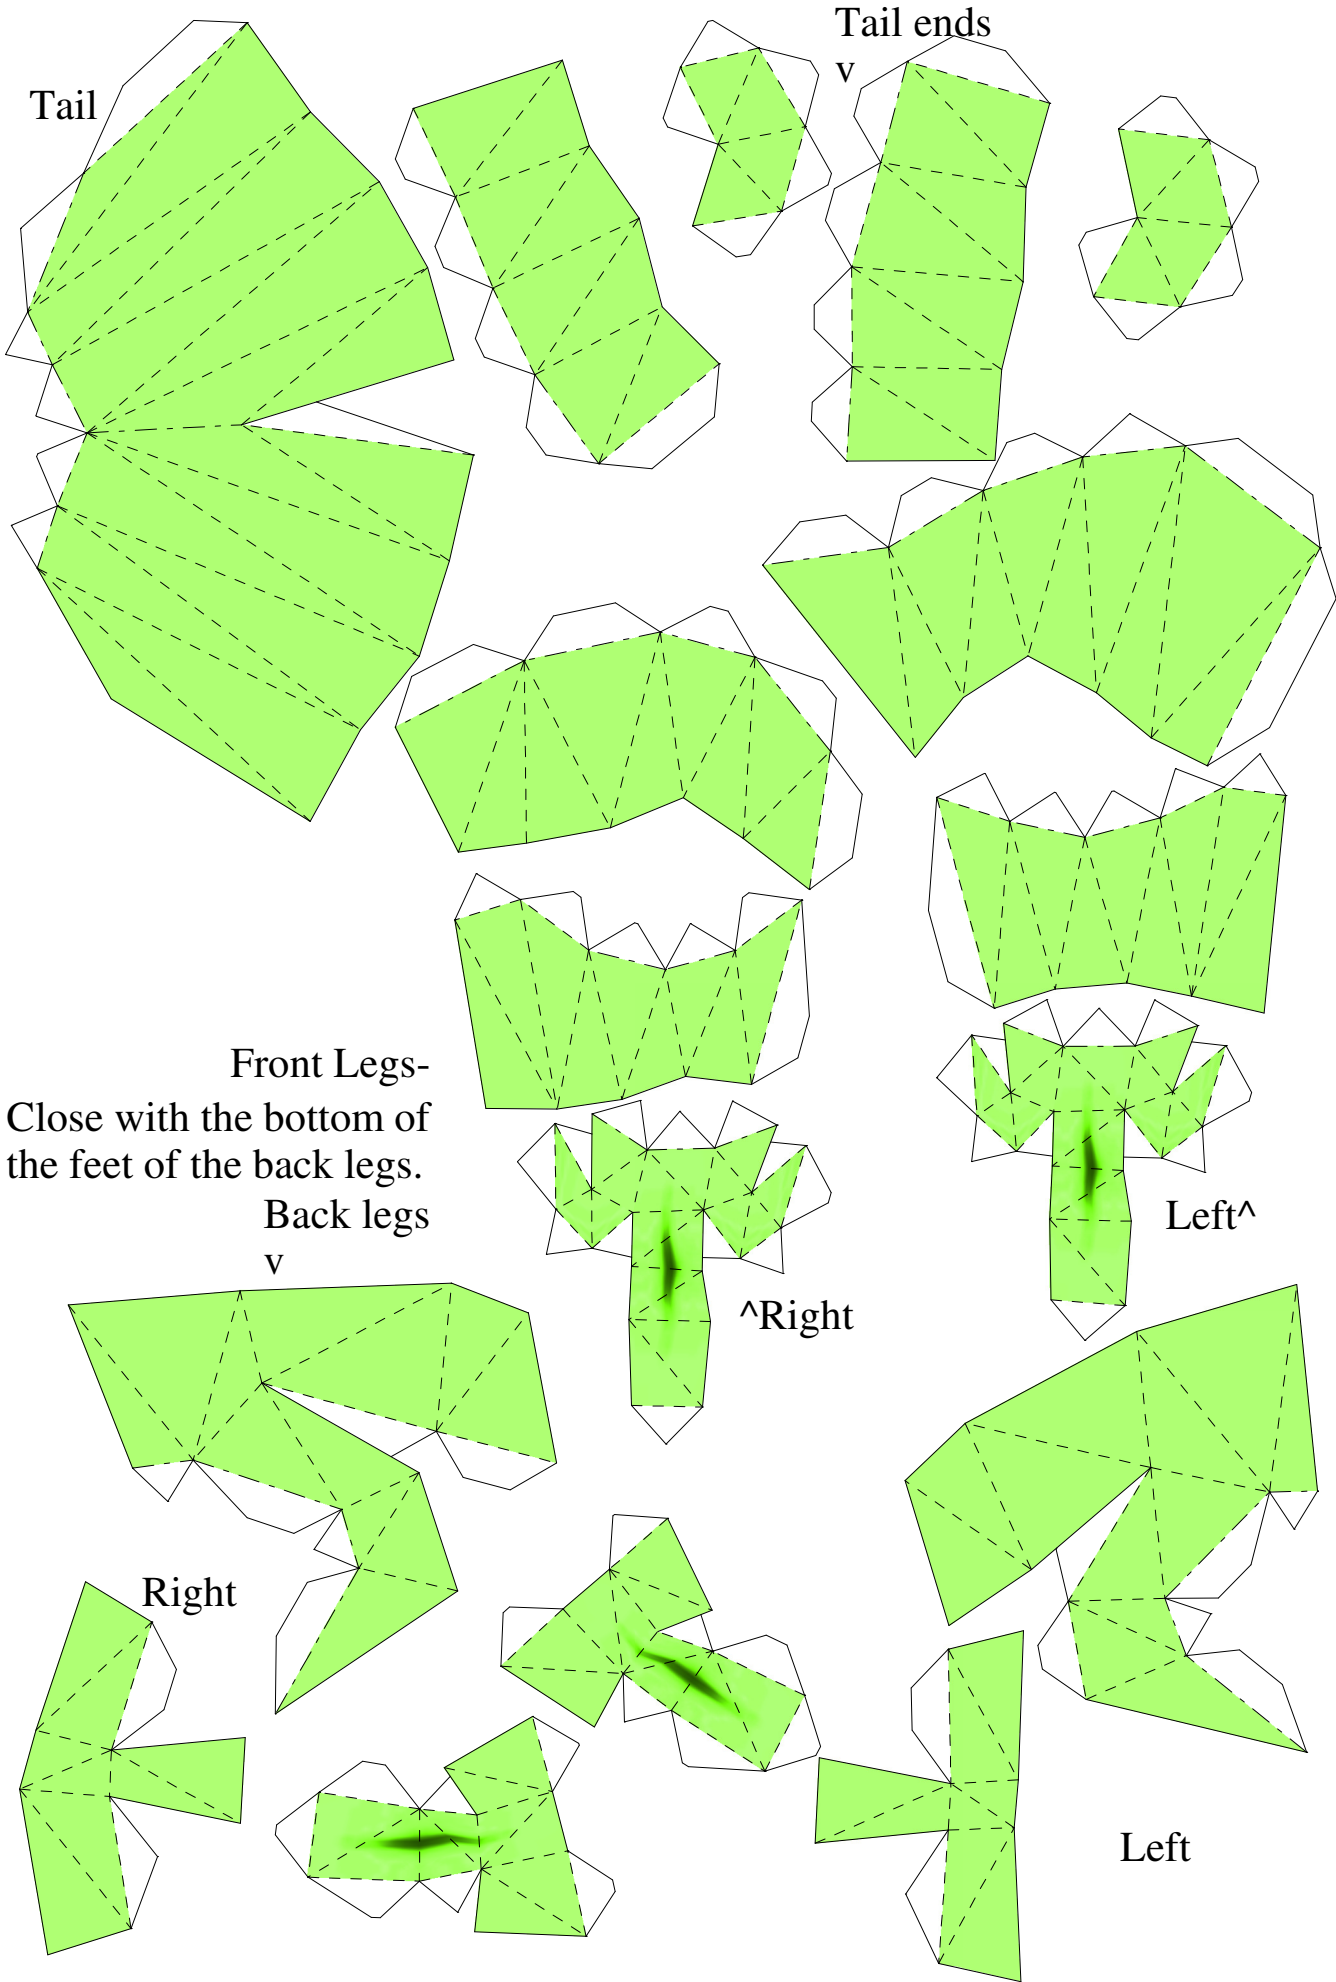 Tail ends
v
Tail
Front Legs-
Close with the bottom of
the feet of the back legs.
Back legs
v
Left^
^Right
Right
Left